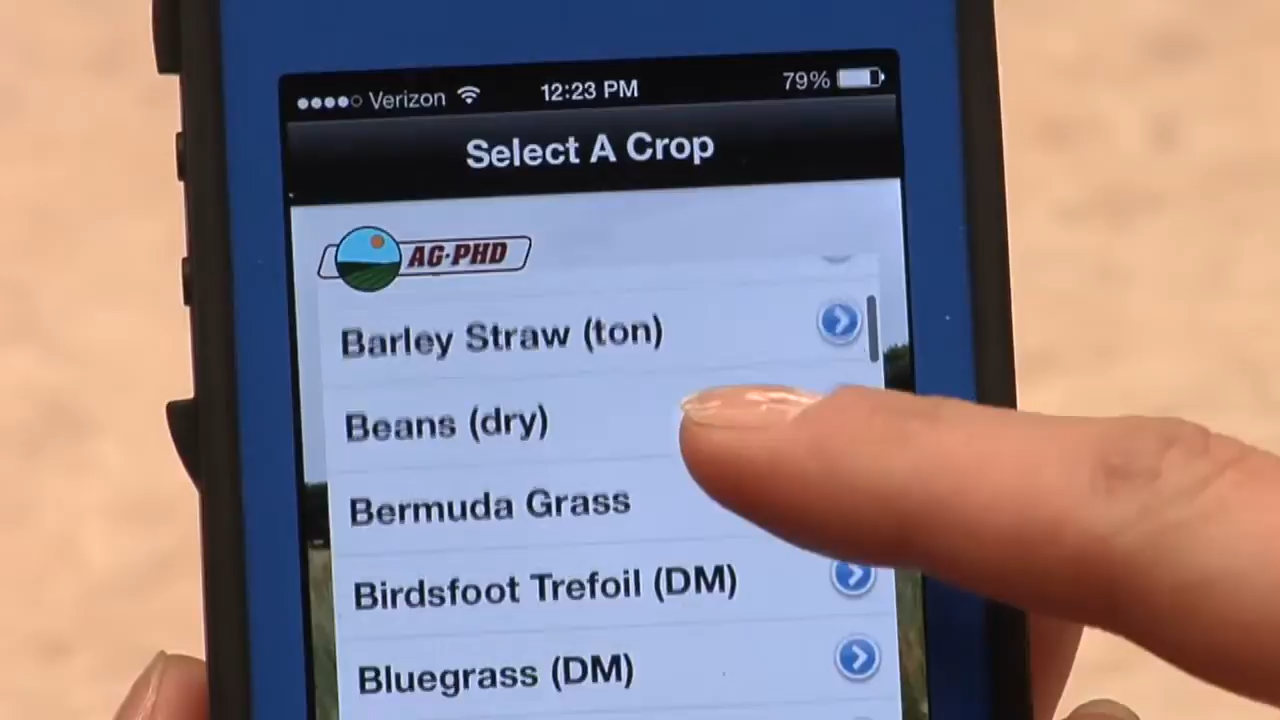 Verizon 12:23 PM 79%
Select A Crop
AG·PHD
Barley Straw (ton)
Beans (dry)
Bermuda Grass
Birdsfoot Trefoil (DM)
Bluegrass (DM)